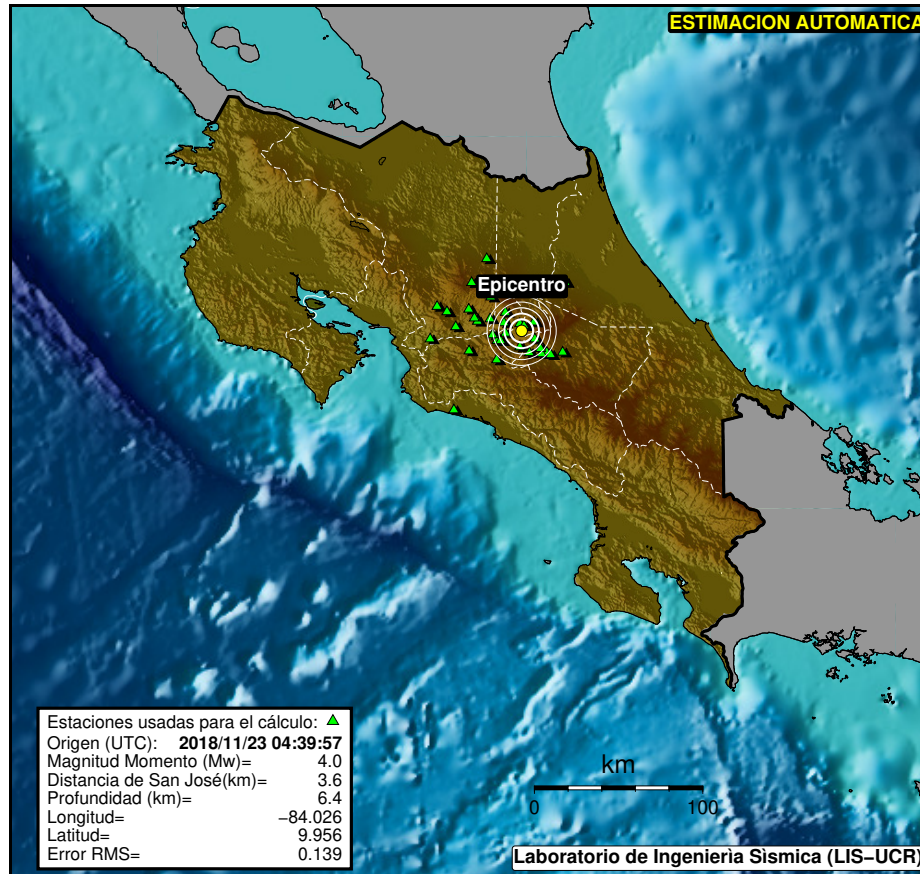 ESTIMACION AUTOMATICA
Epicentro
Estaciones usadas para el cálculo:
Origen (UTC): 2018/11/23 04:39:57
Magnitud Momento (Mw)= 4.0
Distancia de San José(km)= 3.6
Profundidad (km)= 6.4
Longitud= −84.026
Latitud= 9.956
Error RMS= 0.139
km
0 100
Laboratorio de Ingenierìa Sìsmica (LIS−UCR)